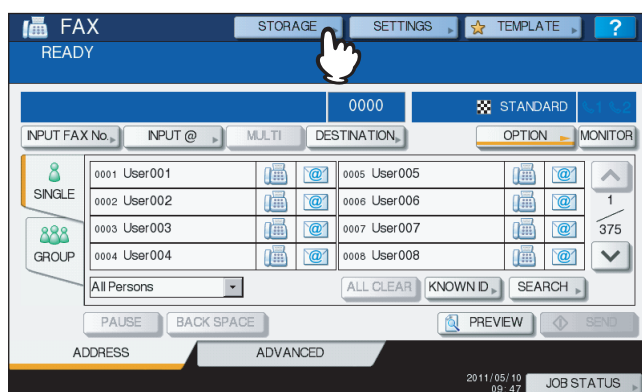 FAX STORAGE SETTINGS TEMPLATE ?
READY
0000 STANDARD 1 2
INPUT FAX No. INPUT @ MULTI DESTINATION OPTION MONITOR
SINGLE
GROUP
0001 User001 @ 0005 User005 @
0002 User002 @ 0006 User006 @
0003 User003 @ 0007 User007 @
0004 User004 @ 0008 User008 @
1
375
All Persons ALL CLEAR KNOWN ID SEARCH
PAUSE BACK SPACE PREVIEW SEND
ADDRESS ADVANCED
2011/05/10
09:47 JOB STATUS